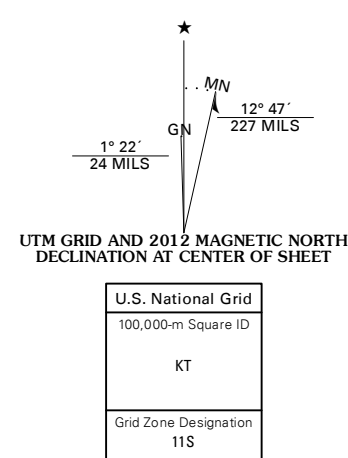 ★
MN
GN
12° 47´
227 MILS
1° 22´
24 MILS
UTM GRID AND 2012 MAGNETIC NORTH
DECLINATION AT CENTER OF SHEET
U.S. National Grid
100,000-m Square ID
KT
Grid Zone Designation
11S